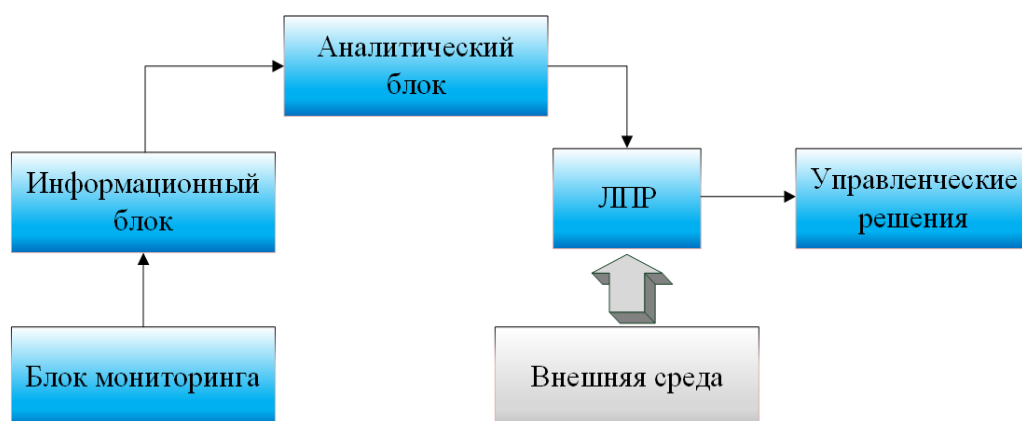 Аналитический
блок
Информационный
блок
ЛПР
Управленческие
решения
Блок мониторинга
Внешняя среда